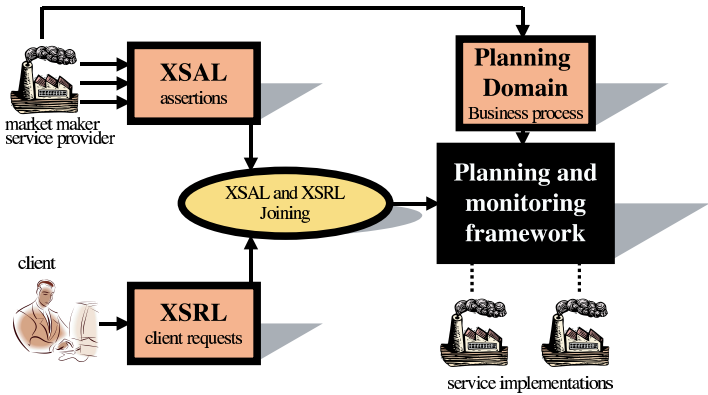 XSAL
assertions
market maker
service provider
Planning
Domain
Business process
XSAL and XSRL
Joining
Planning and
monitoring
framework
client
XSRL
client requests
service implementations